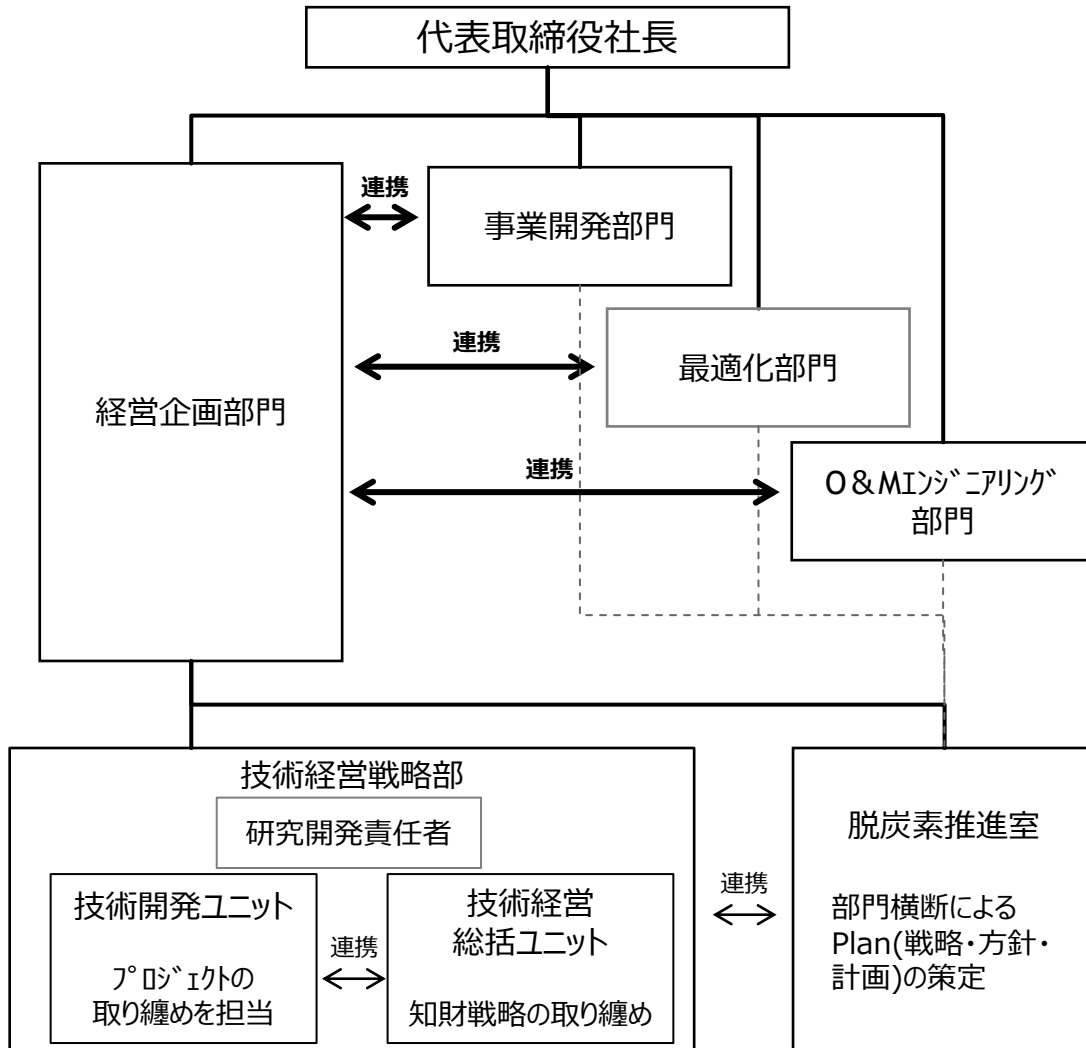 代表取締役社長
連携
事業開発部門
連携
最適化部門
経営企画部門
連携
O&Mｴﾝｼﾞﾆｱﾘﾝｸﾞ
部門
技術経営戦略部
研究開発責任者
技術開発ユニット
ﾌﾟﾛｼﾞｪｸﾄの
取り纏めを担当
連携
技術経営
総括ユニット
知財戦略の取り纏め
連携
脱炭素推進室
部門横断による
Plan(戦略・方針・
計画)の策定